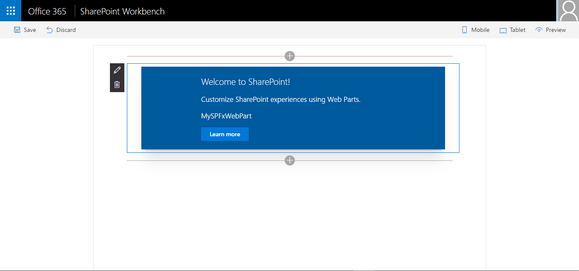 Office 365 SharePoint Workbench
Save Discard Mobile Tablet Preview
Welcome to SharePoint!
Customize SharePoint experiences using Web Parts.
MySPFxWebPart
Learn more